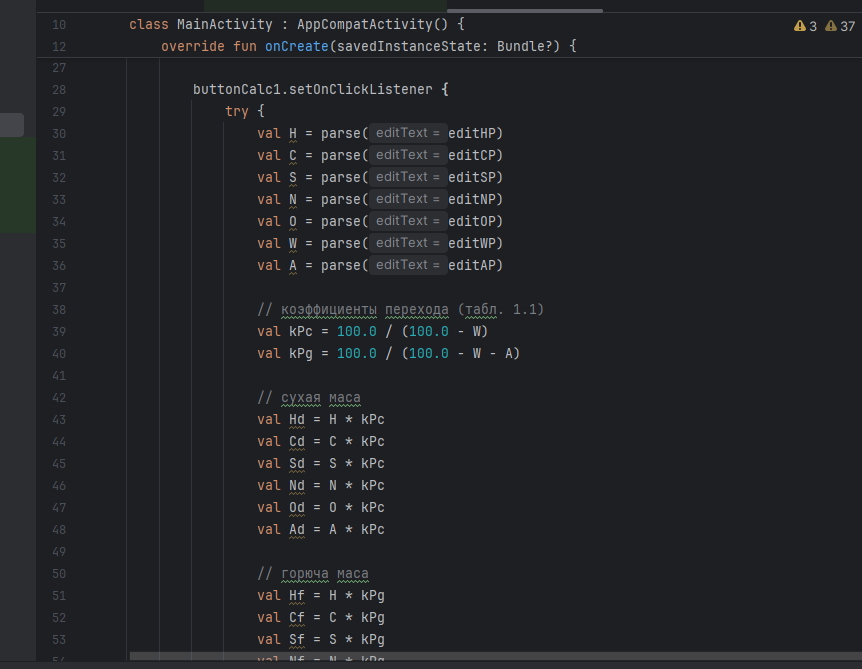 10 class MainActivity : AppCompatActivity() {
3 37
12 override fun onCreate(savedInstanceState: Bundle?) {
27
28 buttonCalc1.setOnClickListener {
29 try {
30 val H = parse( editText = editHP)
31 val C = parse( editText = editCP)
32 val S = parse( editText = editSP)
33 val N = parse( editText = editNP)
34 val O = parse( editText = editOP)
35 val W = parse( editText = editWP)
36 val A = parse( editText = editAP)
37
38 // коэффициенты перехода (табл. 1.1)
39 val kPc = 100.0 / (100.0 - W)
40 val kPg = 100.0 / (100.0 - W - A)
41
42 // сухая маса
43 val Hd = H * kPc
44 val Cd = C * kPc
45 val Sd = S * kPc
46 val Nd = N * kPc
47 val Od = O * kPc
48 val Ad = A * kPc
49
50 // горюча маса
51 val Hf = H * kPg
52 val Cf = C * kPg
53 val Sf = S * kPg
54 val Nf = N * kPg